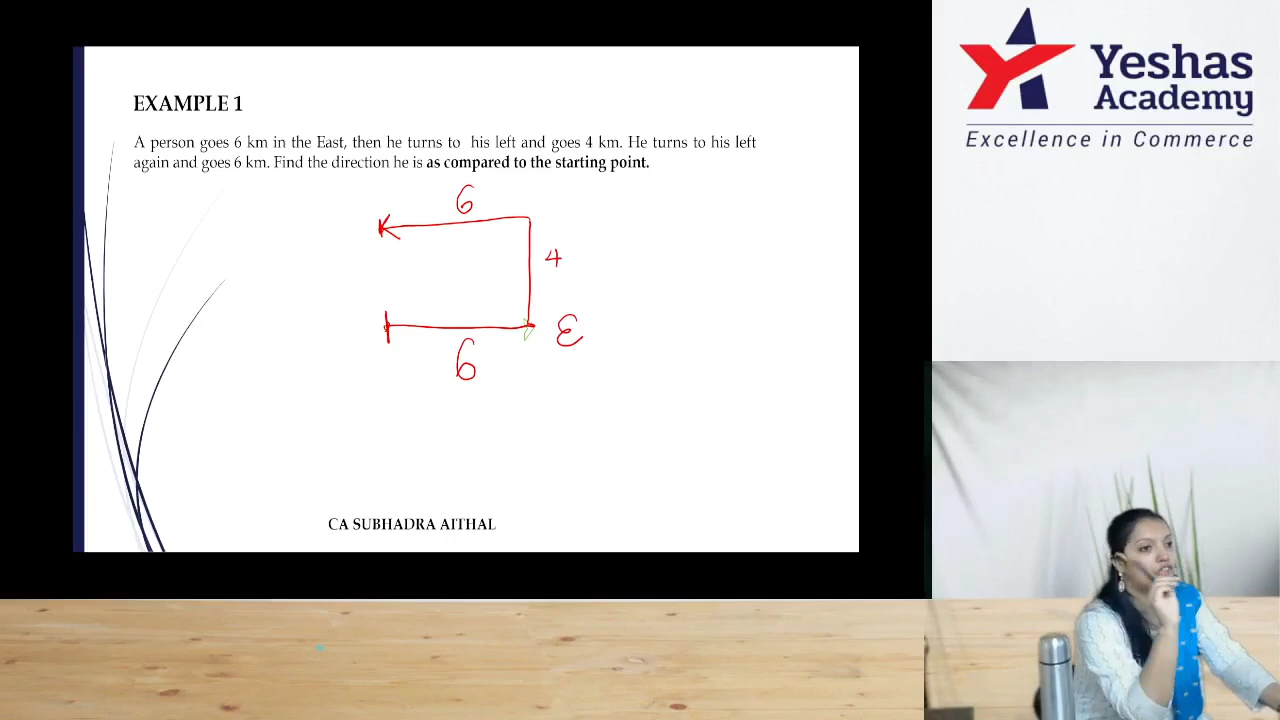 EXAMPLE 1
A person goes 6 km in the East, then he turns to his left and goes 4 km. He turns to his left
again and goes 6 km. Find the direction he is as compared to the starting point.
6
4
E
6
CA SUBHADRA AITHAL
Yeshas
Academy
Excellence in Commerce